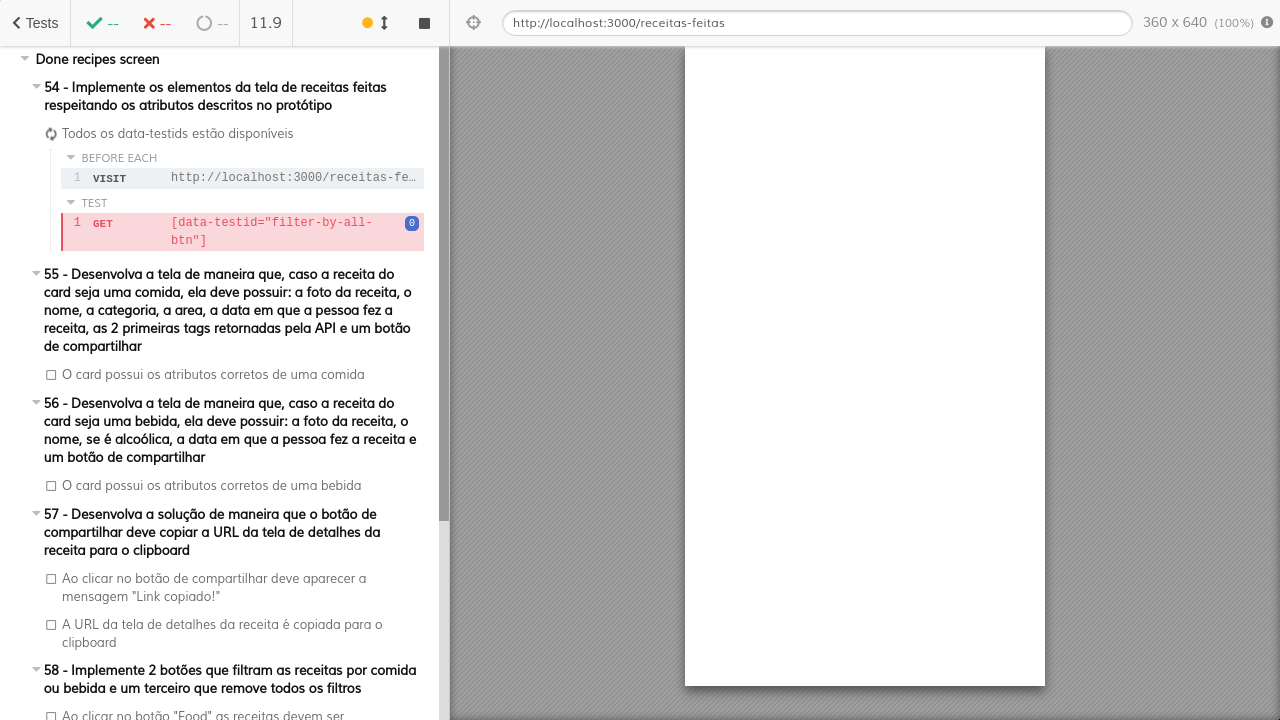 Tests
--
--
--
11.9
http://localhost:3000/receitas-feitas
360 x 640 (100%)
Done recipes screen
54 - Implemente os elementos da tela de receitas feitas
respeitando os atributos descritos no protótipo
Todos os data-testids estão disponíveis
BEFORE EACH
1 VISIT http://localhost:3000/receitas-fe…
TEST
1 GET [data-testid="filter-by-all-
btn"]
0
55 - Desenvolva a tela de maneira que, caso a receita do
card seja uma comida, ela deve possuir: a foto da receita, o
nome, a categoria, a area, a data em que a pessoa fez a
receita, as 2 primeiras tags retornadas pela API e um botão
de compartilhar
O card possui os atributos corretos de uma comida
56 - Desenvolva a tela de maneira que, caso a receita do
card seja uma bebida, ela deve possuir: a foto da receita, o
nome, se é alcoólica, a data em que a pessoa fez a receita e
um botão de compartilhar
O card possui os atributos corretos de uma bebida
57 - Desenvolva a solução de maneira que o botão de
compartilhar deve copiar a URL da tela de detalhes da
receita para o clipboard
Ao clicar no botão de compartilhar deve aparecer a
mensagem "Link copiado!"
A URL da tela de detalhes da receita é copiada para o
clipboard
58 - Implemente 2 botões que filtram as receitas por comida
ou bebida e um terceiro que remove todos os filtros
Ao clicar no botão "Food" as receitas devem ser